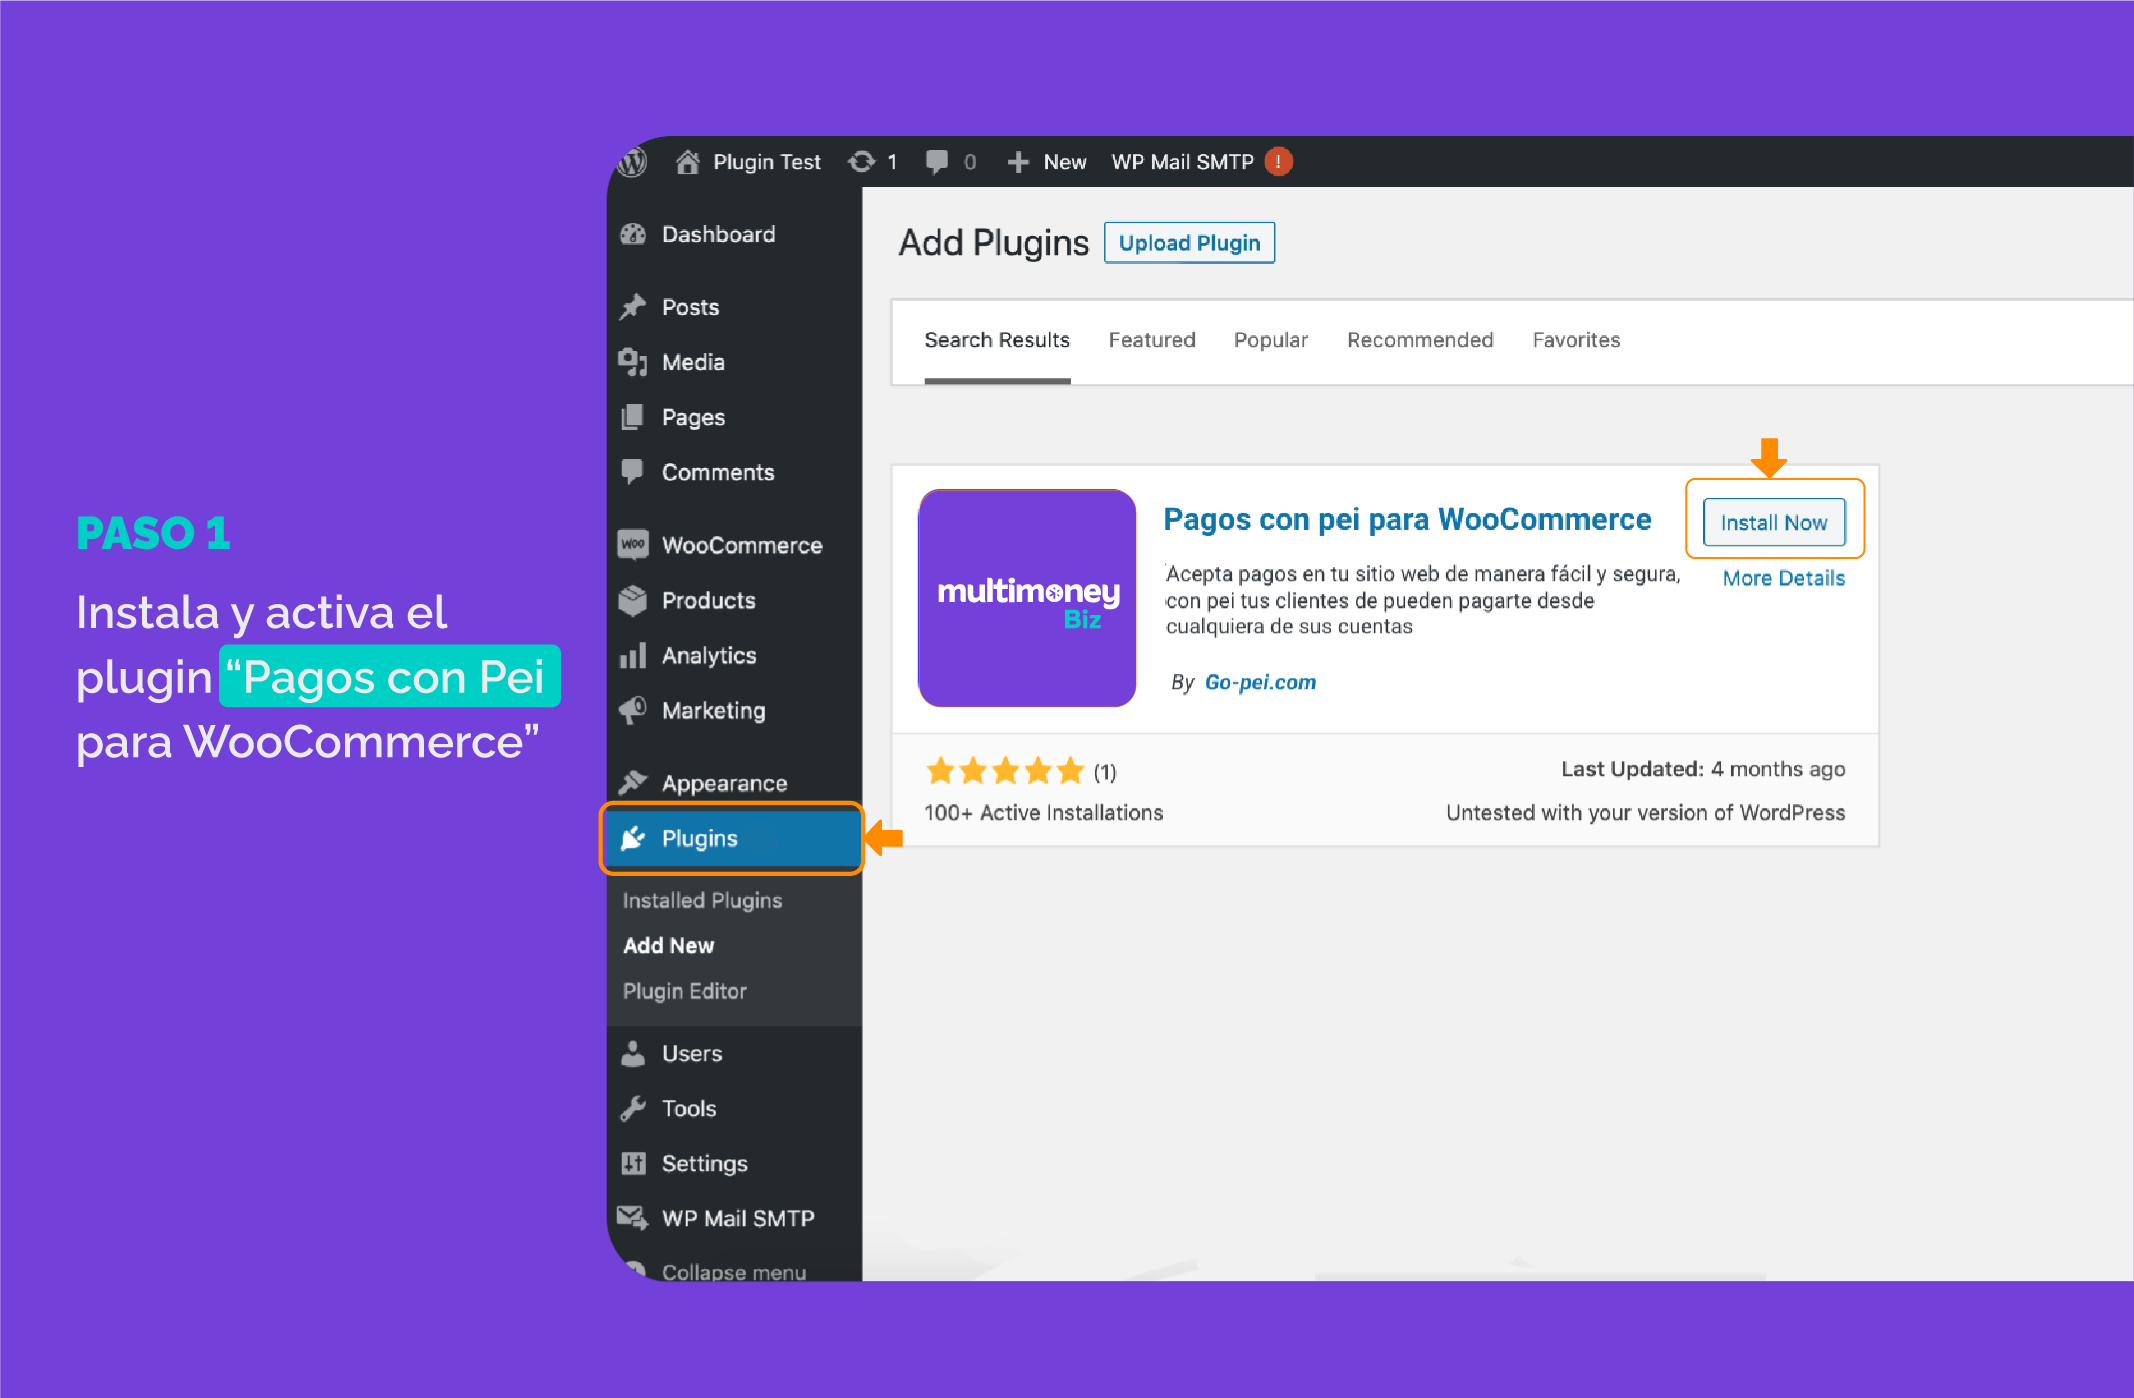 PASO 1
Instala y activa el
plugin “Pagos con Pei
para WooCommerce”
Plugin Test
1
0
New
WP Mail SMTP
!
Dashboard
Posts
Media
Pages
Comments
Woo
WooCommerce
Products
Analytics
Marketing
Appearance
Plugins
Installed Plugins
Add New
Plugin Editor
Users
Tools
Settings
WP Mail SMTP
Collapse menu
Add Plugins
Upload Plugin
Search Results
Featured
Popular
Recommended
Favorites
multimoney
Biz
Pagos con pei para WooCommerce
Acepta pagos en tu sitio web de manera fácil y segura,
con pei tus clientes de pueden pagarte desde
cualquiera de sus cuentas
By Go-pei.com
Install Now
More Details
(1)
100+ Active Installations
Last Updated: 4 months ago
Untested with your version of WordPress